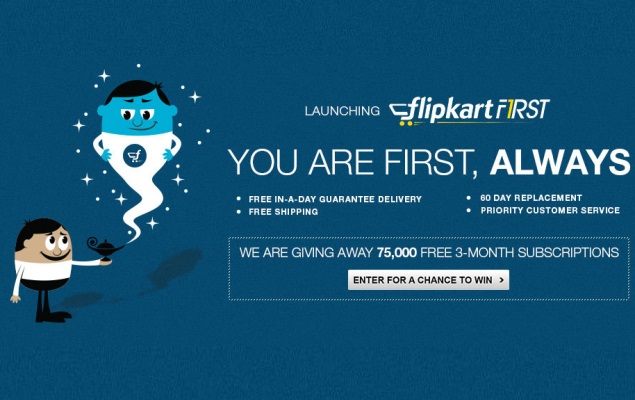 LAUNCHING flipkart F1RST
YOU ARE FIRST, ALWAYS
FREE IN-A-DAY GUARANTEE DELIVERY
FREE SHIPPING
60 DAY REPLACEMENT
PRIORITY CUSTOMER SERVICE
WE ARE GIVING AWAY 75,000 FREE 3-MONTH SUBSCRIPTIONS
ENTER FOR A CHANCE TO WIN >